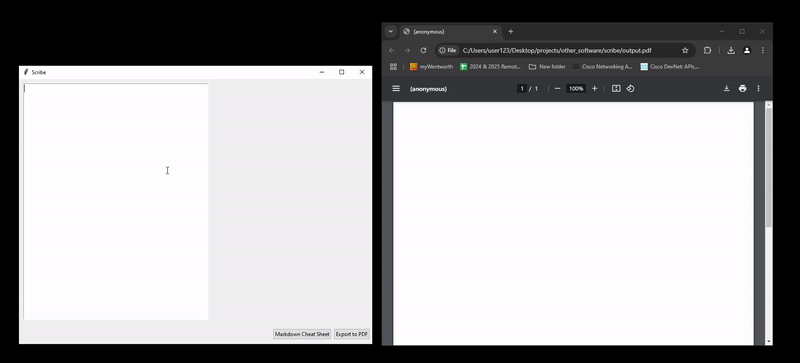 Scribe
Markdown Cheat Sheet
Export to PDF
(anonymous)
File
C:/Users/user123/Desktop/projects/other_software/scribe/output.pdf
myWentworth
2024 & 2025 Remot...
New folder
Cisco Networking A...
Cisco DevNet: APIs,...
(anonymous)
1 / 1
100%